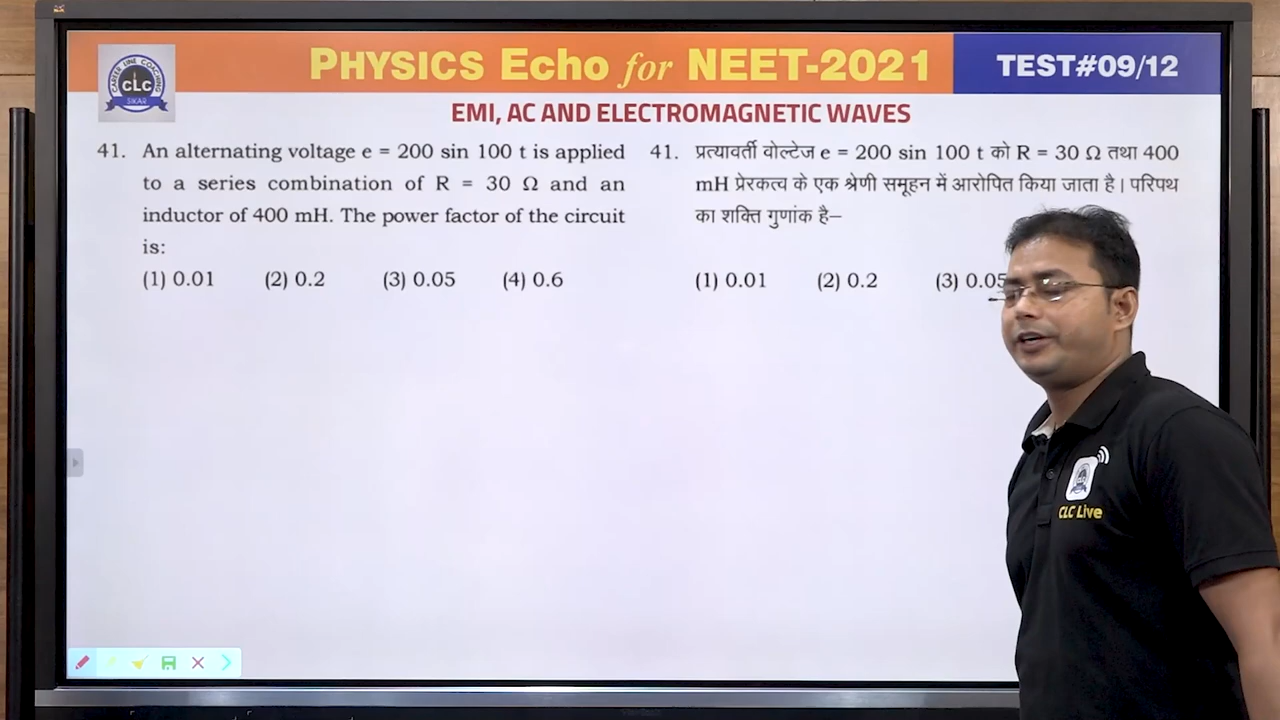 PHYSICS Echo for NEET-2021
TEST#09/12
CAREER LINE COACHING
CLC
SIKAR
EMI, AC AND ELECTROMAGNETIC WAVES
41. An alternating voltage e = 200 sin 100 t is applied
to a series combination of R = 30 Ω and an
inductor of 400 mH. The power factor of the circuit
is:
(1) 0.01 (2) 0.2 (3) 0.05 (4) 0.6
41. प्रत्यावर्ती वोल्टेज e = 200 sin 100 t को R = 30 Ω तथा 400
mH प्रेरकत्व के एक श्रेणी समूहन में आरोपित किया जाता है। परिपथ
का शक्ति गुणांक है–
(1) 0.01 (2) 0.2 (3) 0.05
CLC Live